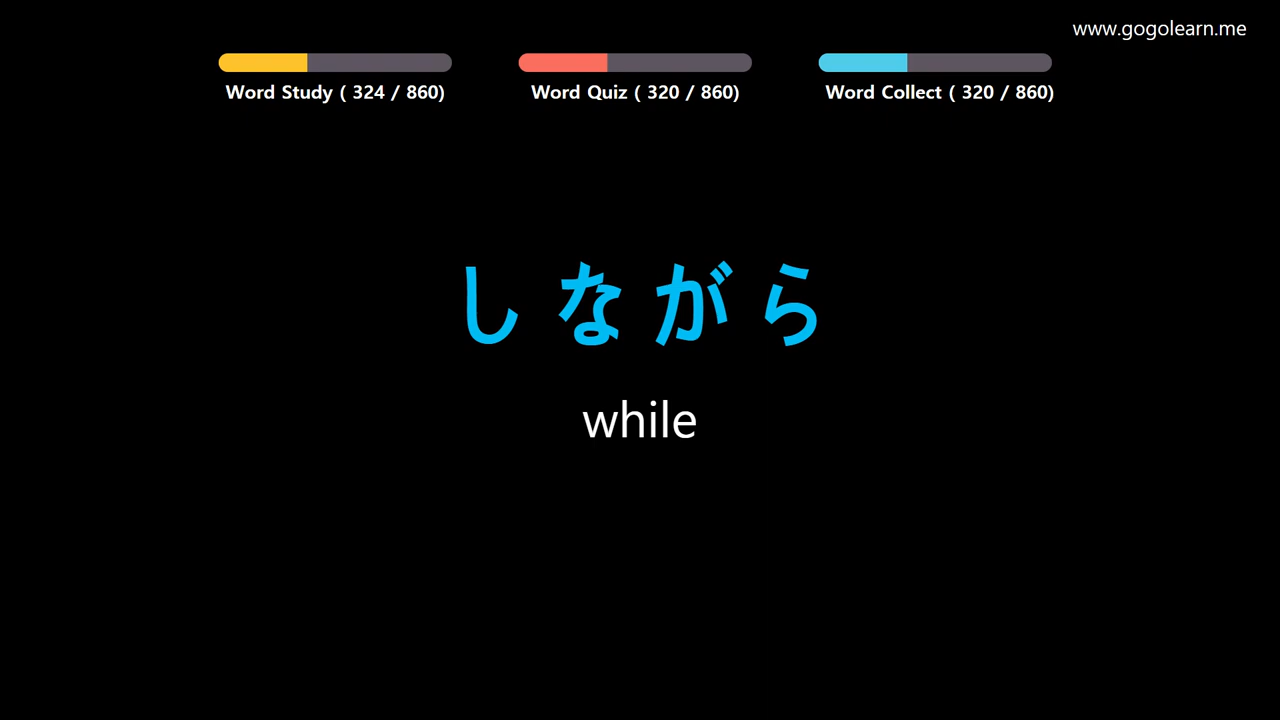 www.gogolearn.me
Word Study ( 324 / 860)
Word Quiz ( 320 / 860)
Word Collect ( 320 / 860)
しながら
while